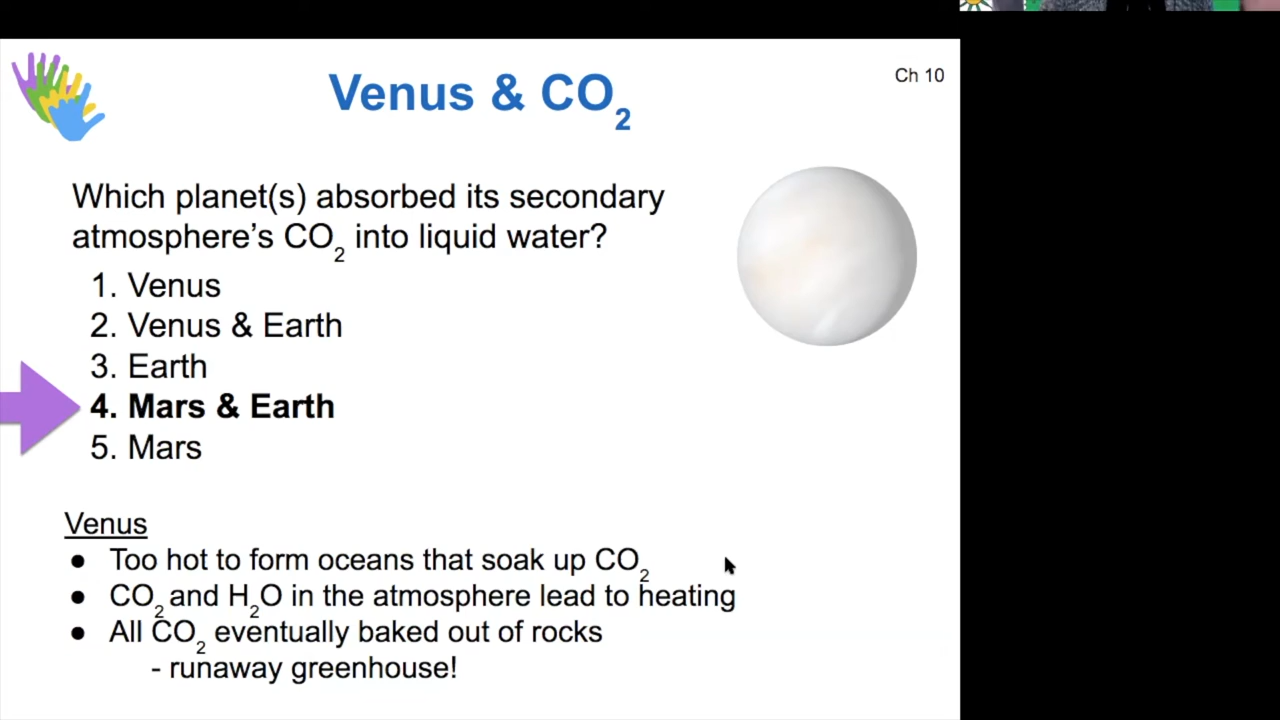 Venus & CO₂
Ch 10
Which planet(s) absorbed its secondary
atmosphere's CO₂ into liquid water?
1. Venus
2. Venus & Earth
3. Earth
4. Mars & Earth
5. Mars
Venus
● Too hot to form oceans that soak up CO₂
● CO₂ and H₂O in the atmosphere lead to heating
● All CO₂ eventually baked out of rocks
- runaway greenhouse!